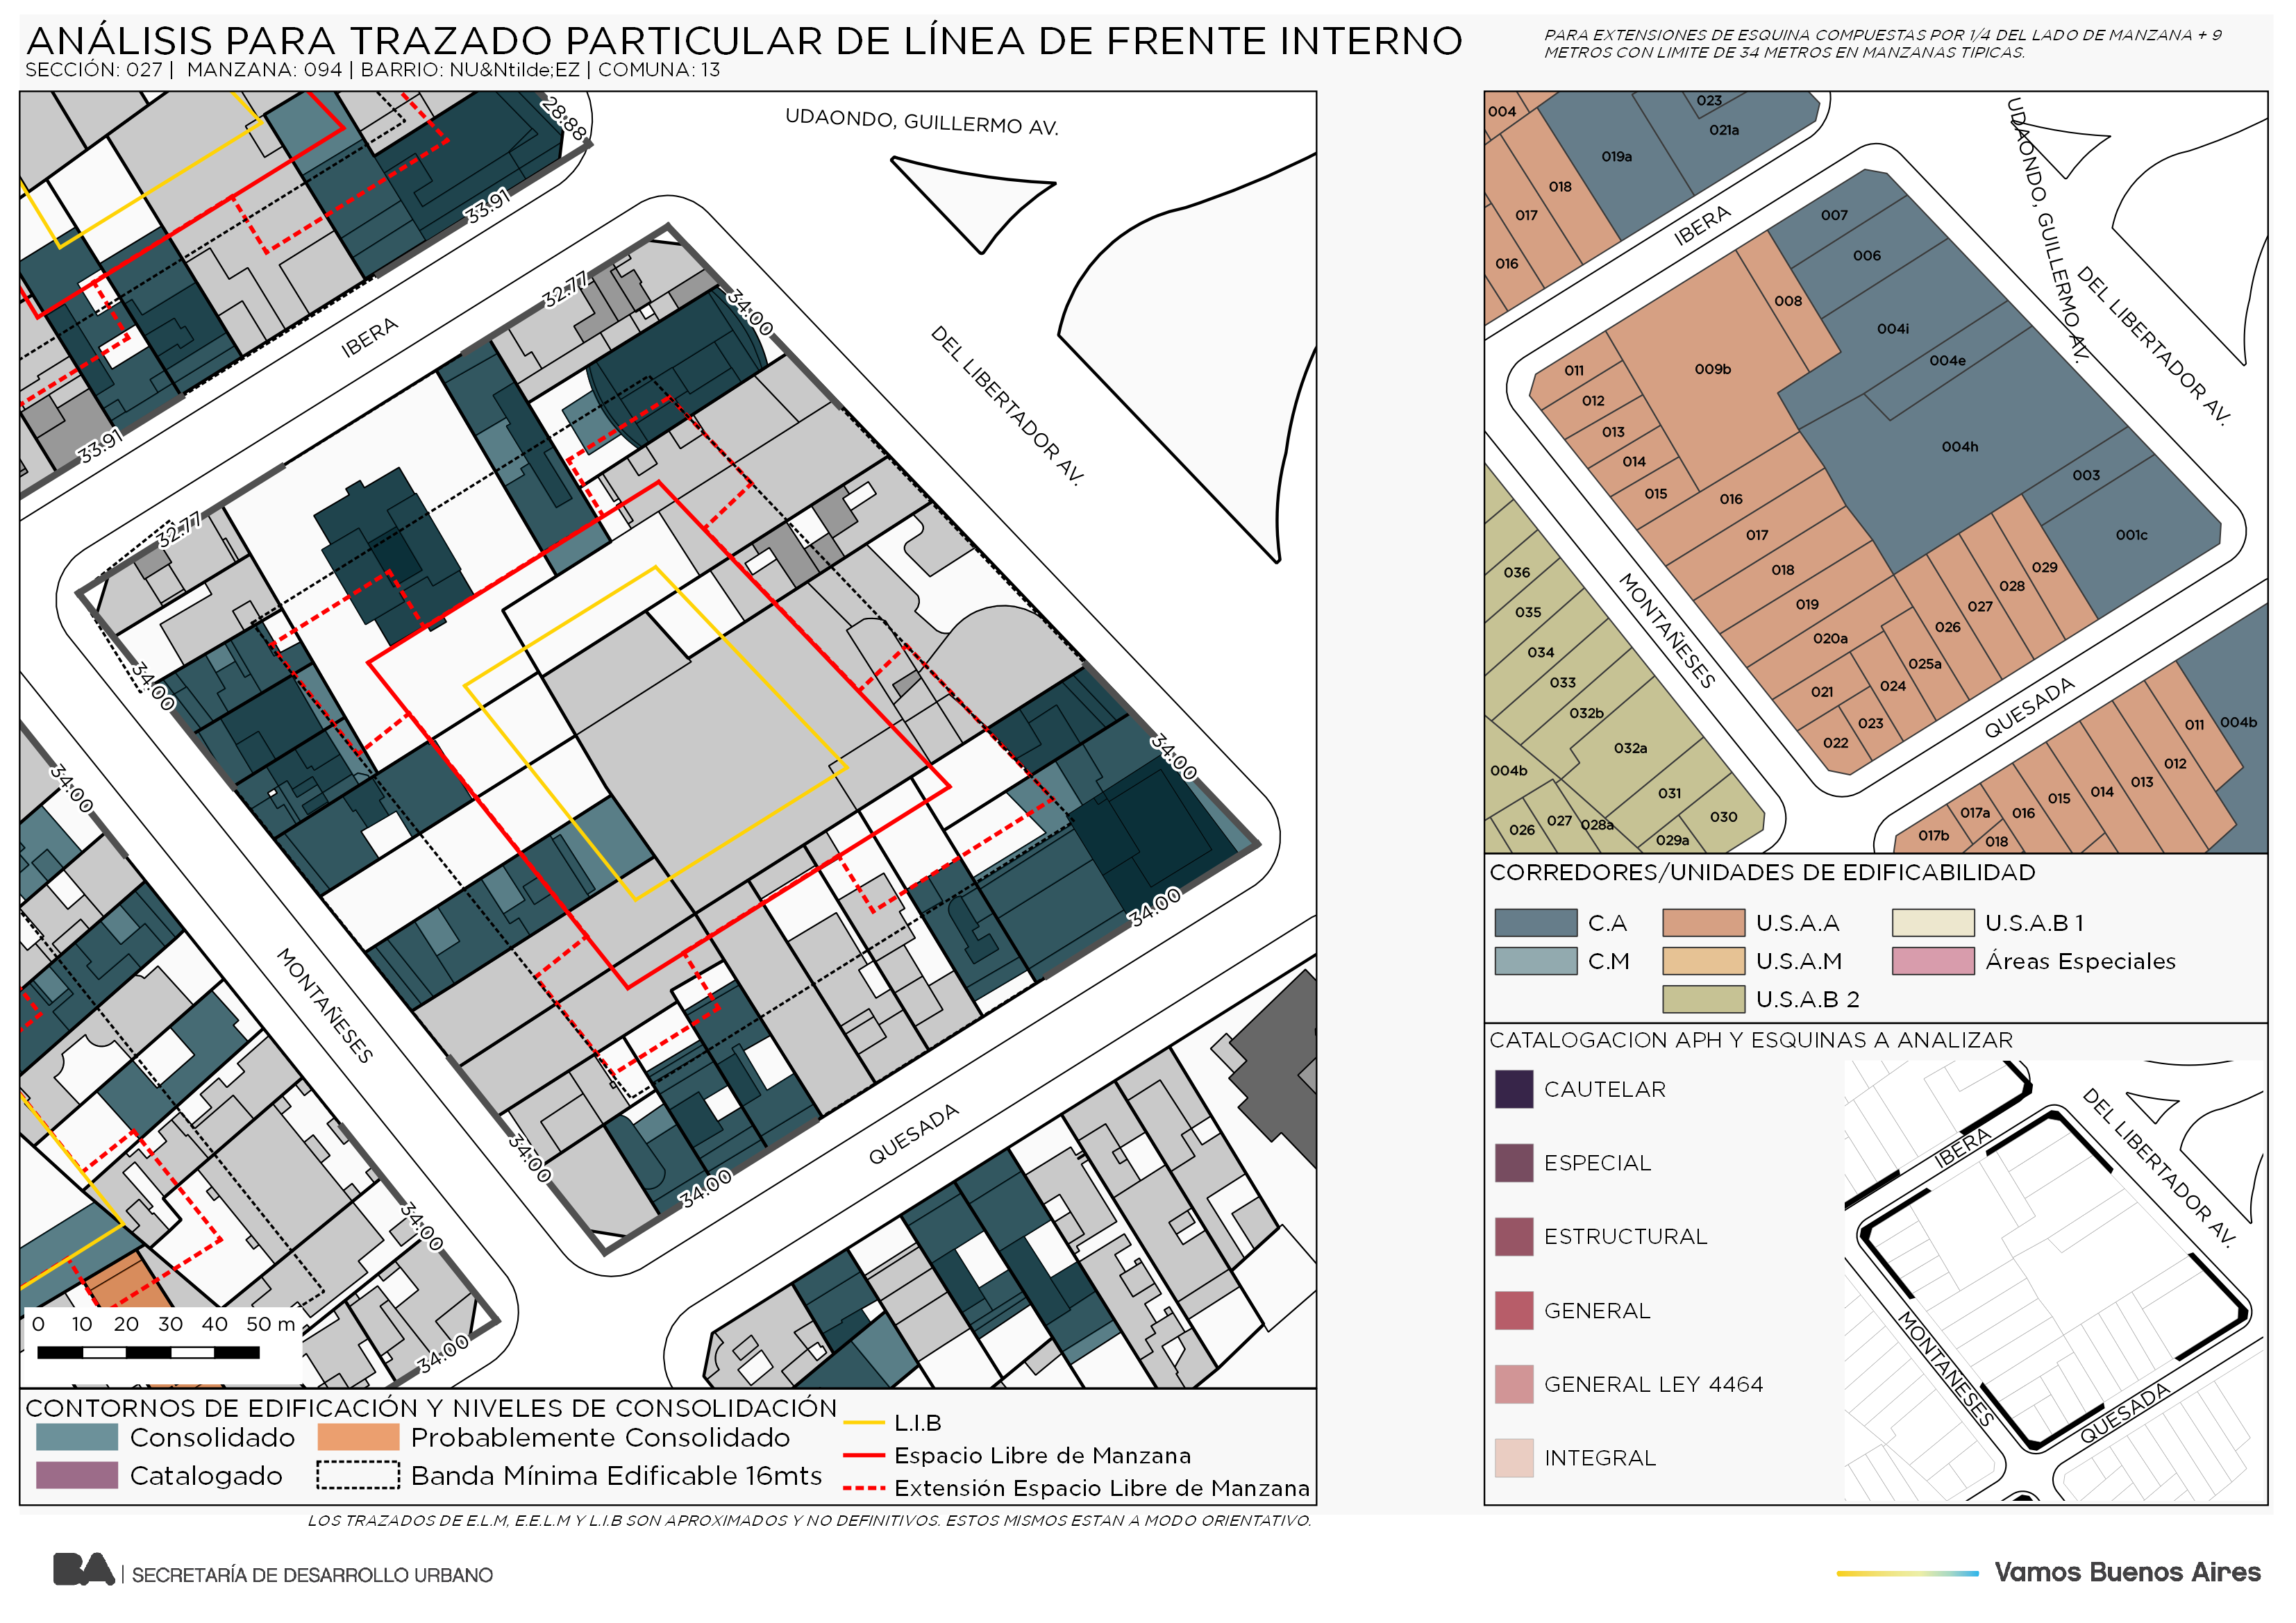 ANÁLISIS PARA TRAZADO PARTICULAR DE LÍNEA DE FRENTE INTERNO
SECCIÓN: 027 | MANZANA: 094 | BARRIO: NU&Ntilde;EZ | COMUNA: 13
PARA EXTENSIONES DE ESQUINA COMPUESTAS POR 1/4 DEL LADO DE MANZANA + 9
METROS CON LIMITE DE 34 METROS EN MANZANAS TIPICAS.
28.88
UDAONDO, GUILLERMO AV.
33.91
32.77
34.00
IBERA
DEL LIBERTADOR AV.
33.91
32.77
34.00
34.00
34.00
34.00
MONTAÑESES
34.00
QUESADA
34.00
34.00
34.00
0 10 20 30 40 50 m
CONTORNOS DE EDIFICACIÓN Y NIVELES DE CONSOLIDACIÓN
Consolidado
Probablemente Consolidado
Catalogado
Banda Mínima Edificable 16mts
L.I.B
Espacio Libre de Manzana
Extensión Espacio Libre de Manzana
LOS TRAZADOS DE E.L.M, E.E.L.M Y L.I.B SON APROXIMADOS Y NO DEFINITIVOS. ESTOS MISMOS ESTAN A MODO ORIENTATIVO.
004
023
021a
019a
018
017
016
IBERA
UDAONDO, GUILLERMO AV.
DEL LIBERTADOR AV.
007
006
008
004i
004e
009b
011
012
013
014
015
004h
003
001c
016
017
018
019
020a
021
022
023
024
025a
026
027
028
029
MONTAÑESES
QUESADA
036
035
034
033
032b
032a
031
030
029a
028a
027
026
004b
011
004b
012
013
014
015
016
017a
017b
018
CORREDORES/UNIDADES DE EDIFICABILIDAD
C.A
U.S.A.A
U.S.A.B 1
C.M
U.S.A.M
Áreas Especiales
U.S.A.B 2
CATALOGACION APH Y ESQUINAS A ANALIZAR
CAUTELAR
ESPECIAL
ESTRUCTURAL
GENERAL
GENERAL LEY 4464
INTEGRAL
IBERA
DEL LIBERTADOR AV.
MONTAÑESES
QUESADA
BA | SECRETARÍA DE DESARROLLO URBANO
Vamos Buenos Aires